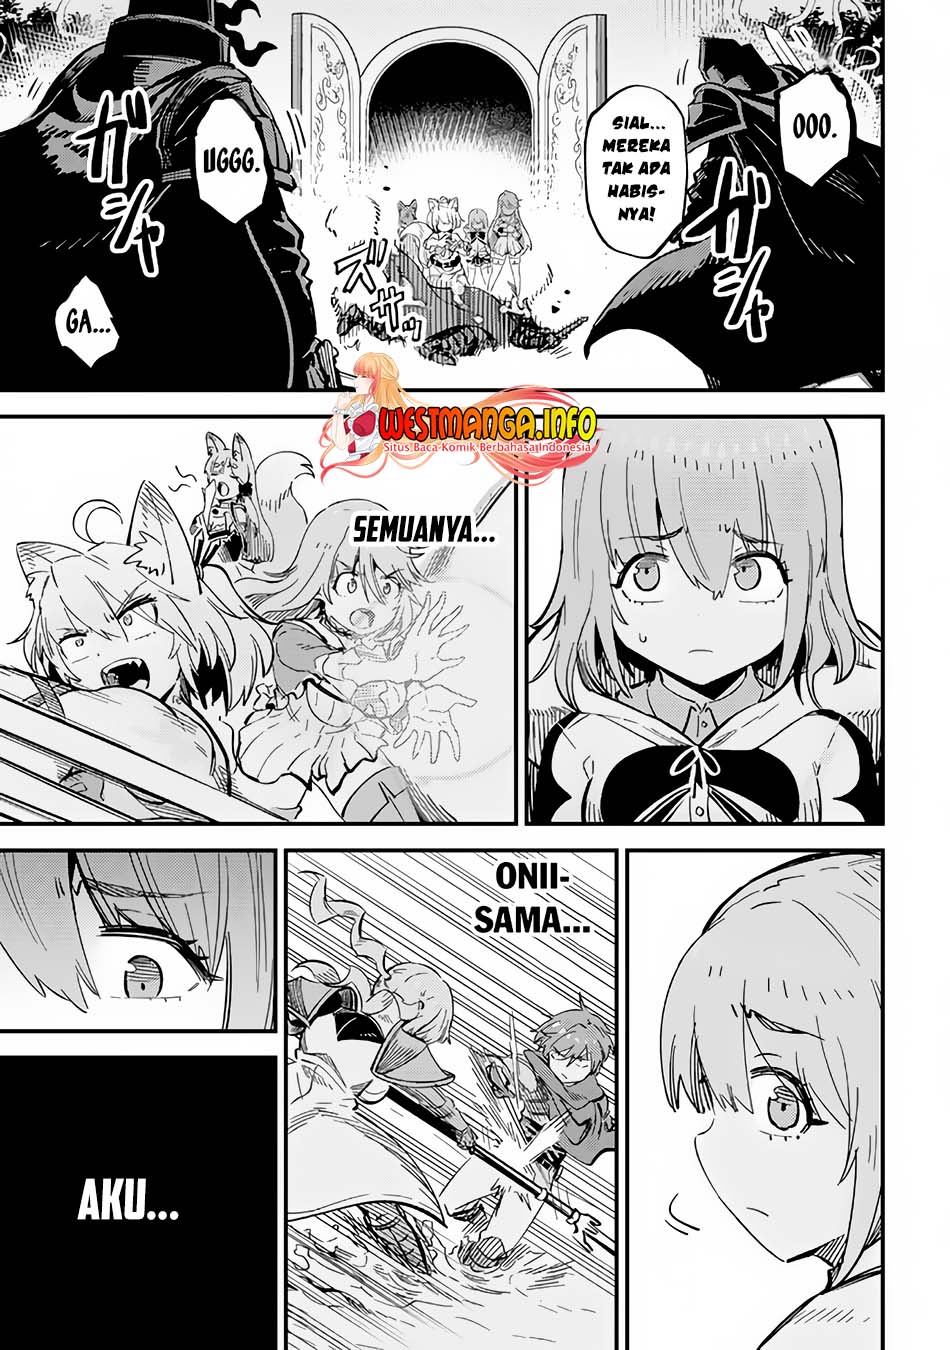 OOO.
SIAL...
MEREKA
TAK ADA
HABIS-
NYA!
UGGG.
GA...
ガシャ
ガシャ
ズザサッ
WESTMANGA.INFO
Situs Baca Komik Berbahasa Indonesia
SEMUANYA...
ONII-
SAMA...
AKU...